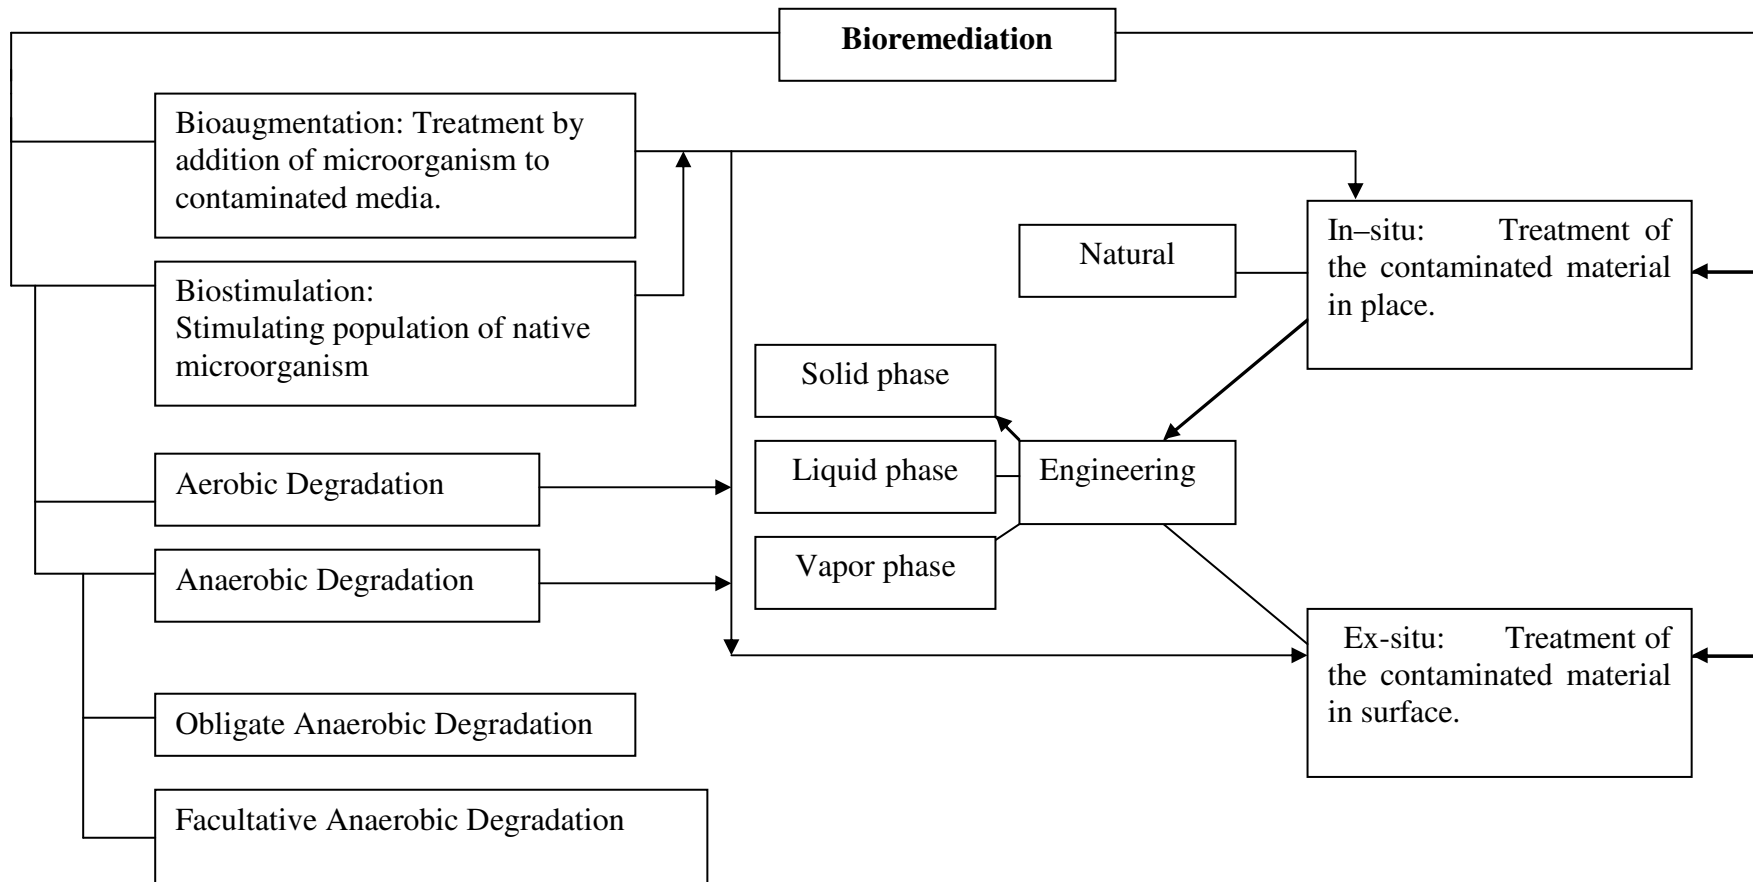 Bioremediation
Bioaugmentation: Treatment by
addition of microorganism to
contaminated media.
Biostimulation:
Stimulating population of native
microorganism
Aerobic Degradation
Anaerobic Degradation
Obligate Anaerobic Degradation
Facultative Anaerobic Degradation
Natural
Solid phase
Liquid phase
Vapor phase
Engineering
In–situ: Treatment of
the contaminated material
in place.
Ex-situ: Treatment of
the contaminated material
in surface.